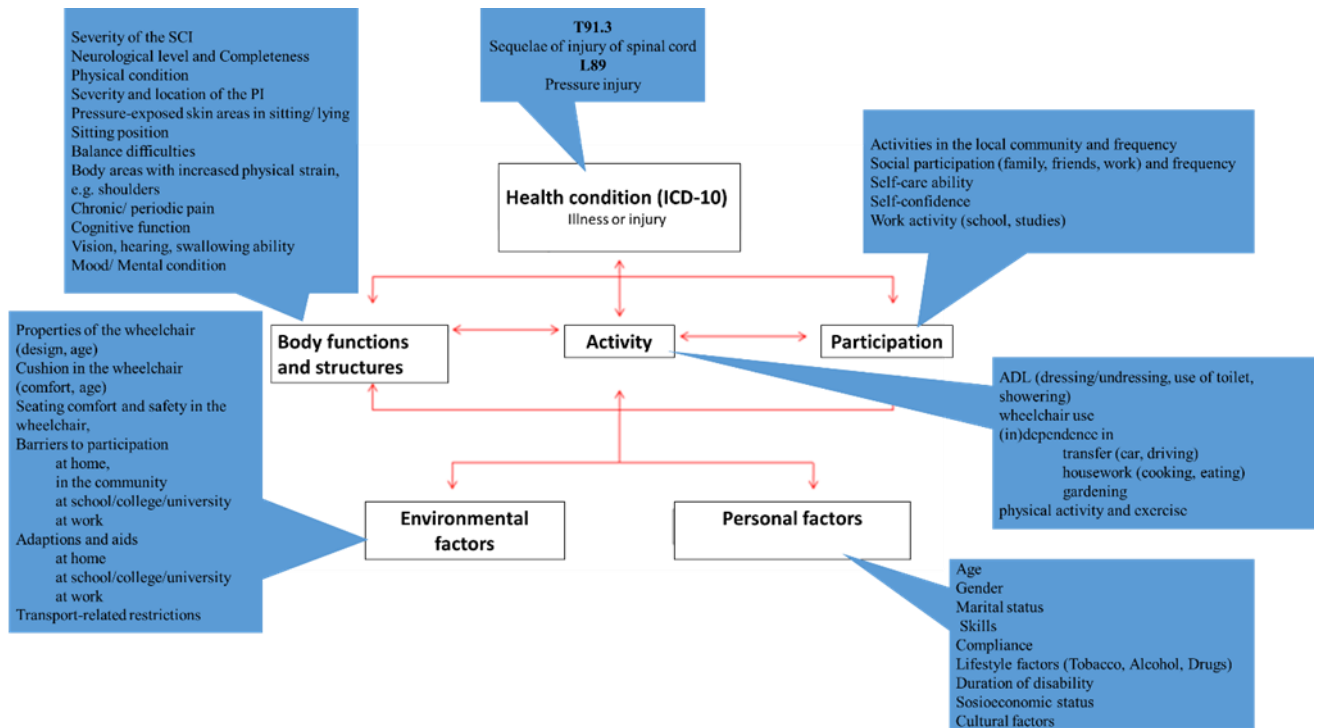 Severity of the SCI
Neurological level and Completeness
Physical condition
Severity and location of the PI
Pressure-exposed skin areas in sitting/ lying
Sitting position
Balance difficulties
Body areas with increased physical strain,
e.g. shoulders
Chronic/ periodic pain
Cognitive function
Vision, hearing, swallowing ability
Mood/ Mental condition
T91.3
Sequelae of injury of spinal cord
L89
Pressure injury
Activities in the local community and frequency
Social participation (family, friends, work) and frequency
Self-care ability
Self-confidence
Work activity (school, studies)
Health condition (ICD-10)
Illness or injury
Body functions
and structures
Activity
Participation
Properties of the wheelchair
(design, age)
Cushion in the wheelchair
(comfort, age)
Seating comfort and safety in the
wheelchair,
Barriers to participation
at home,
in the community
at school/college/university
at work
Adaptions and aids
at home
at school/college/university
at work
Transport-related restrictions
ADL (dressing/undressing, use of toilet,
showering)
wheelchair use
(in)dependence in
transfer (car, driving)
housework (cooking, eating)
gardening
physical activity and exercise
Environmental
factors
Personal factors
Age
Gender
Marital status
Skills
Compliance
Lifestyle factors (Tobacco, Alcohol, Drugs)
Duration of disability
Sosioeconomic status
Cultural factors